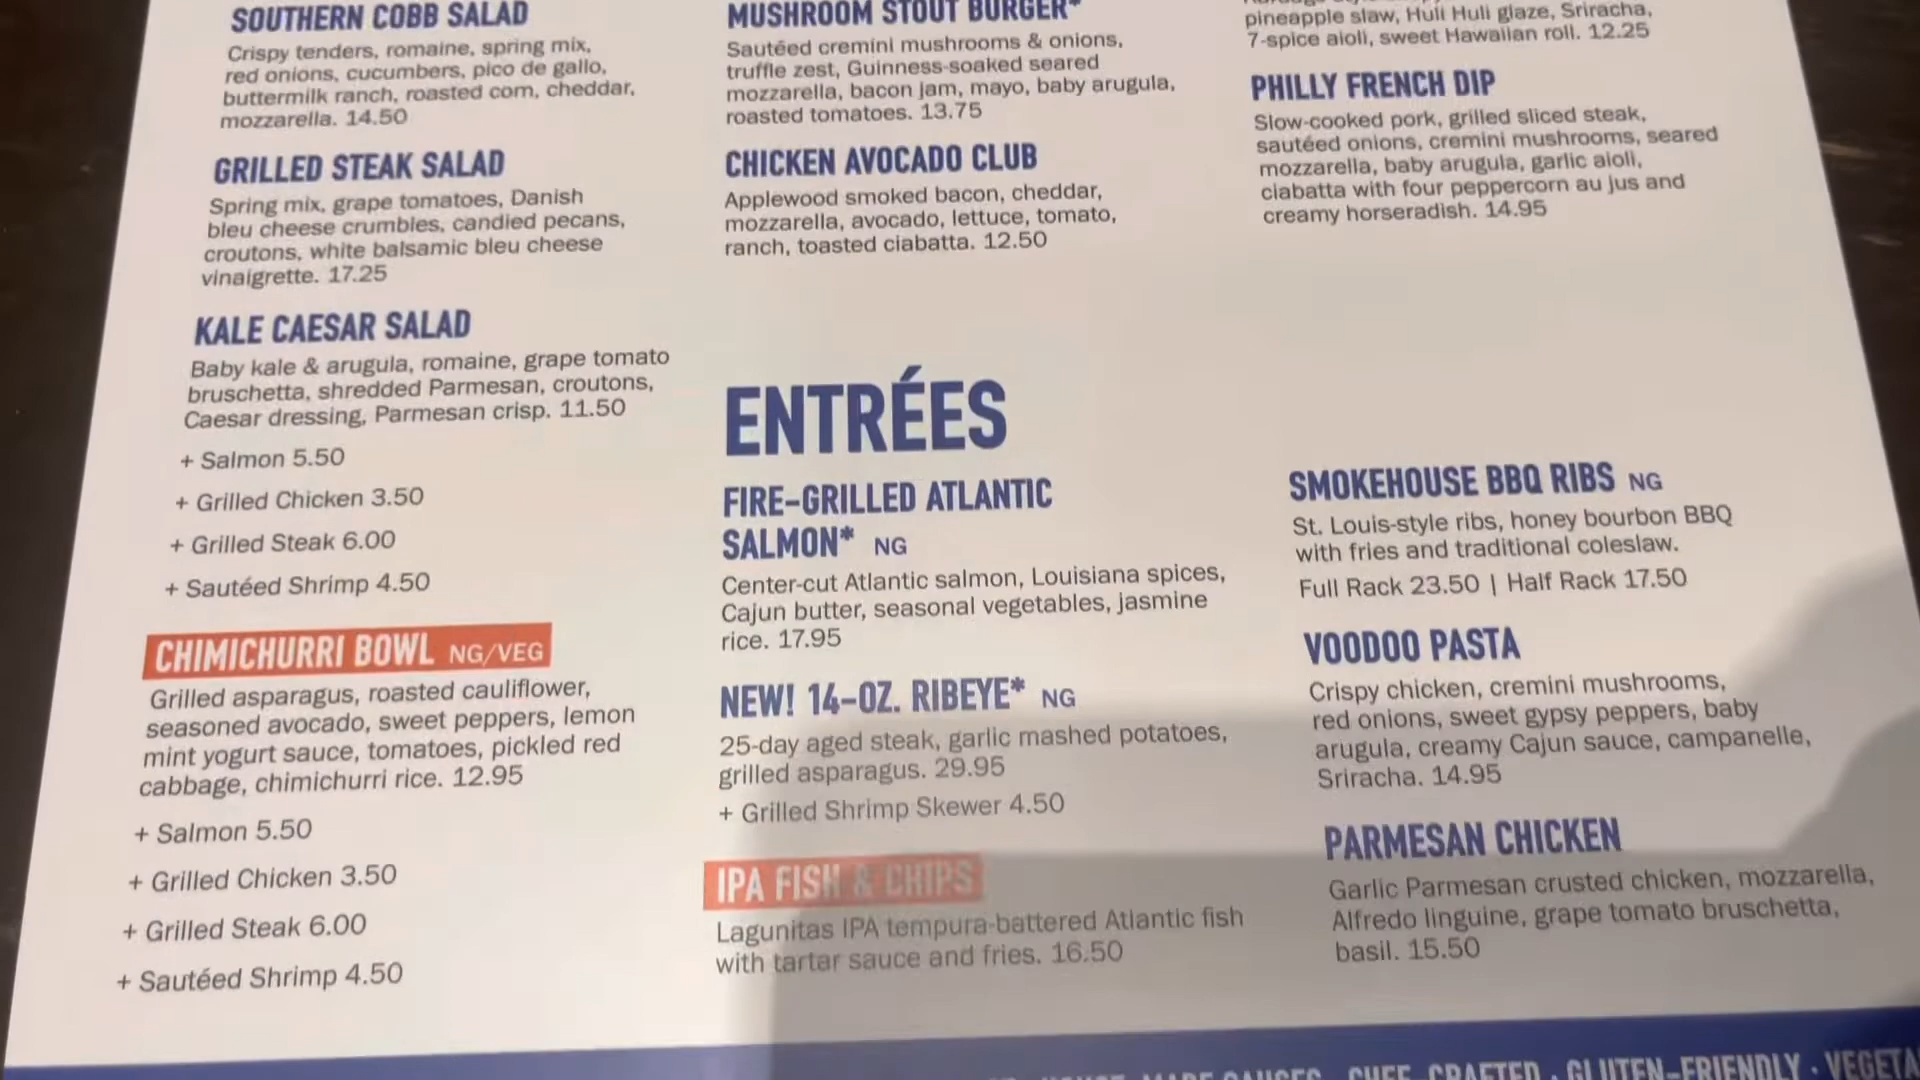 SOUTHERN COBB SALAD
Crispy tenders, romaine, spring mix,
red onions, cucumbers, pico de gallo,
buttermilk ranch, roasted corn, cheddar,
mozzarella. 14.50
GRILLED STEAK SALAD
Spring mix, grape tomatoes, Danish
bleu cheese crumbles, candied pecans,
croutons, white balsamic bleu cheese
vinaigrette. 17.25
KALE CAESAR SALAD
Baby kale & arugula, romaine, grape tomato
bruschetta, shredded Parmesan, croutons,
Caesar dressing, Parmesan crisp. 11.50
+ Salmon 5.50
+ Grilled Chicken 3.50
+ Grilled Steak 6.00
+ Sautéed Shrimp 4.50
CHIMICHURRI BOWL NG/VEG
Grilled asparagus, roasted cauliflower,
seasoned avocado, sweet peppers, lemon
mint yogurt sauce, tomatoes, pickled red
cabbage, chimichurri rice. 12.95
+ Salmon 5.50
+ Grilled Chicken 3.50
+ Grilled Steak 6.00
+ Sautéed Shrimp 4.50
MUSHROOM STOUT BURGER*
Sautéed cremini mushrooms & onions,
truffle zest, Guinness-soaked seared
mozzarella, bacon jam, mayo, baby arugula,
roasted tomatoes. 13.75
CHICKEN AVOCADO CLUB
Applewood smoked bacon, cheddar,
mozzarella, avocado, lettuce, tomato,
ranch, toasted ciabatta. 12.50
pineapple slaw, Huli Huli glaze, Sriracha,
7-spice aioli, sweet Hawaiian roll. 12.25
PHILLY FRENCH DIP
Slow-cooked pork, grilled sliced steak,
sautéed onions, cremini mushrooms, seared
mozzarella, baby arugula, garlic aioli,
ciabatta with four peppercorn au jus and
creamy horseradish. 14.95
ENTRÉES
FIRE-GRILLED ATLANTIC
SALMON* NG
Center-cut Atlantic salmon, Louisiana spices,
Cajun butter, seasonal vegetables, jasmine
rice. 17.95
NEW! 14-OZ. RIBEYE* NG
25-day aged steak, garlic mashed potatoes,
grilled asparagus. 29.95
+ Grilled Shrimp Skewer 4.50
IPA FISH & CHIPS
Lagunitas IPA tempura-battered Atlantic fish
with tartar sauce and fries. 16.50
SMOKEHOUSE BBQ RIBS NG
St. Louis-style ribs, honey bourbon BBQ
with fries and traditional coleslaw.
Full Rack 23.50 | Half Rack 17.50
VOODOO PASTA
Crispy chicken, cremini mushrooms,
red onions, sweet gypsy peppers, baby
arugula, creamy Cajun sauce, campanelle,
Sriracha. 14.95
PARMESAN CHICKEN
Garlic Parmesan crusted chicken, mozzarella,
Alfredo linguine, grape tomato bruschetta,
basil. 15.50
SAUCES · CHEF CRAFTED · GLUTEN-FRIENDLY ·